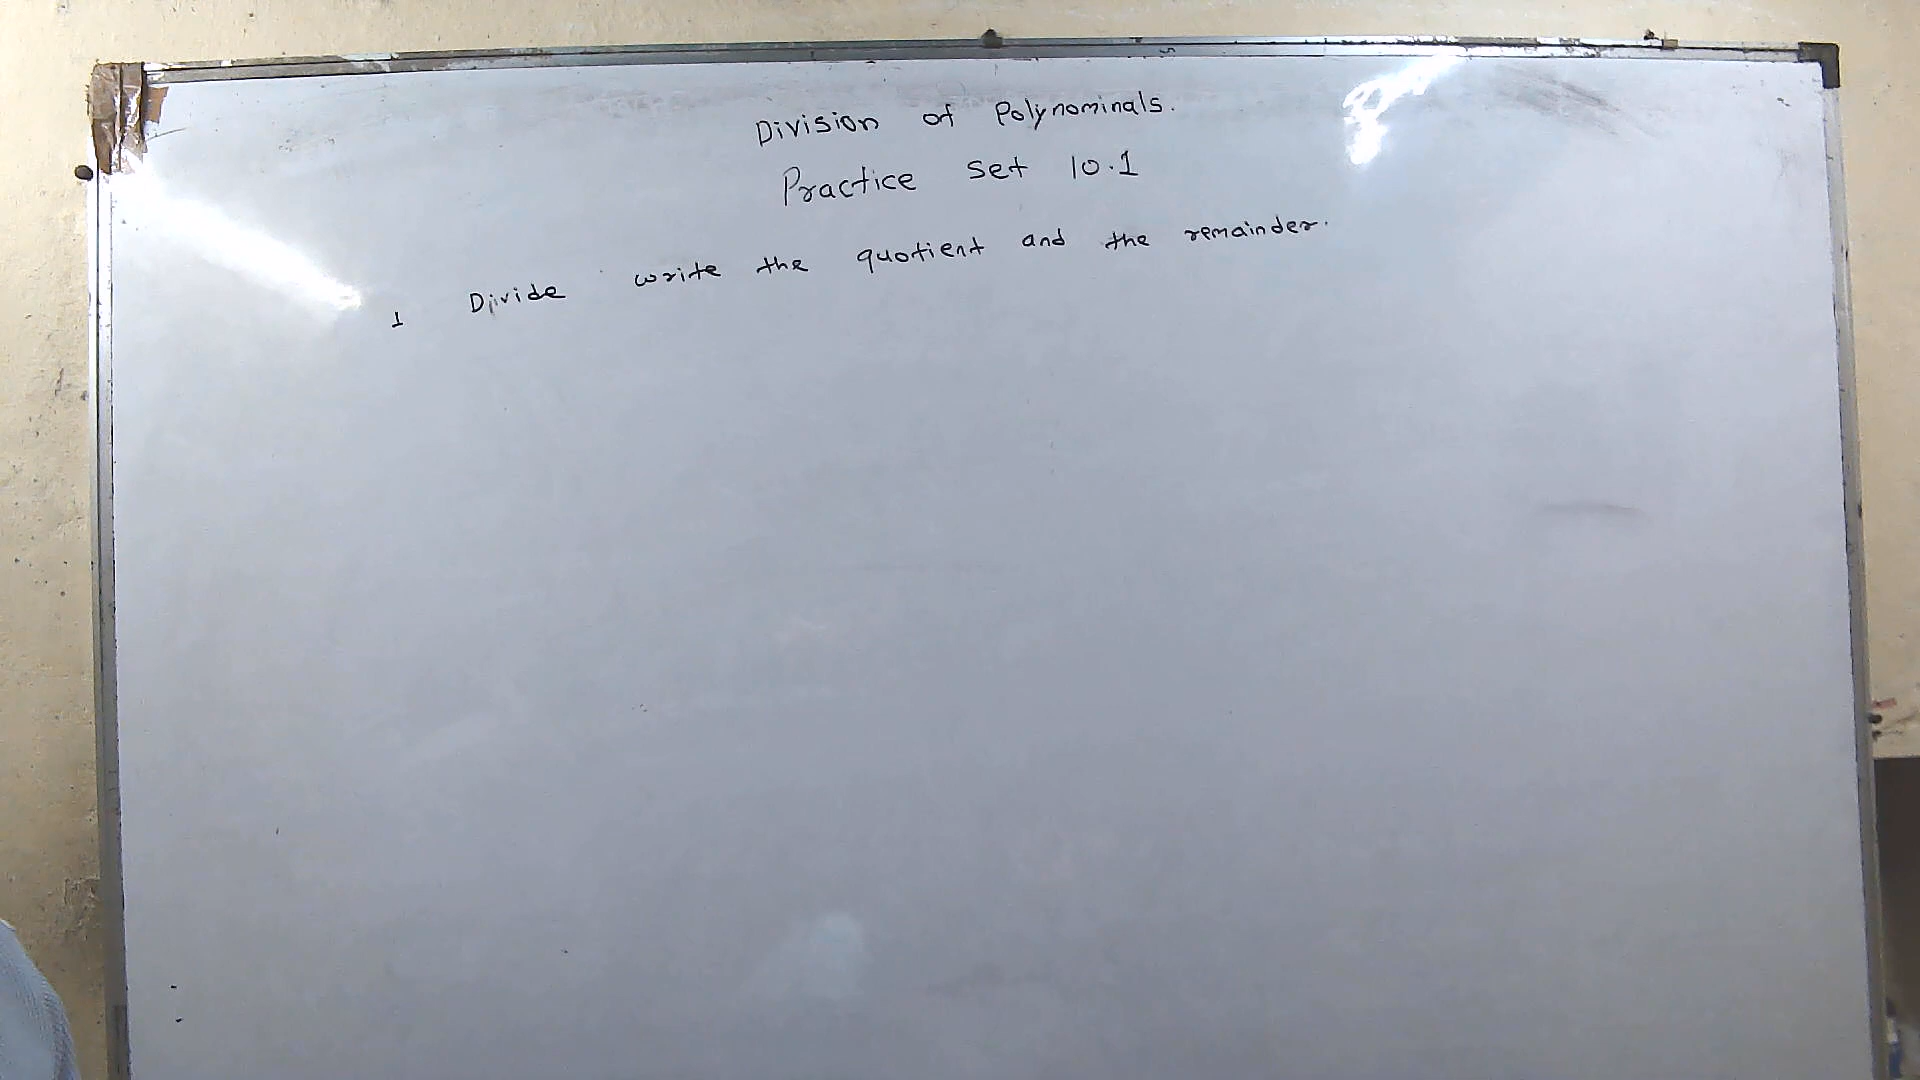 Division of Polynominals.
Practice Set 10.1
1 Divide write the quotient and the remainder.